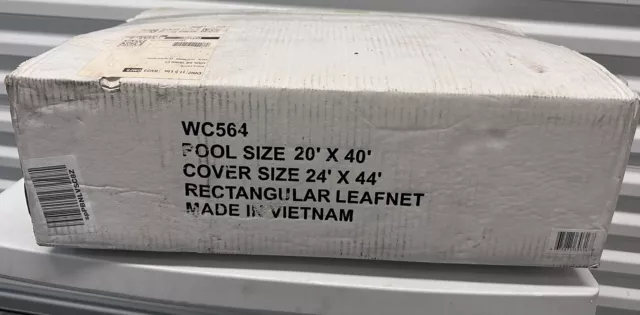 WC564
POOL SIZE 20' X 40'
COVER SIZE 24' X 44'
RECTANGULAR LEAFNET
MADE IN VIETNAM